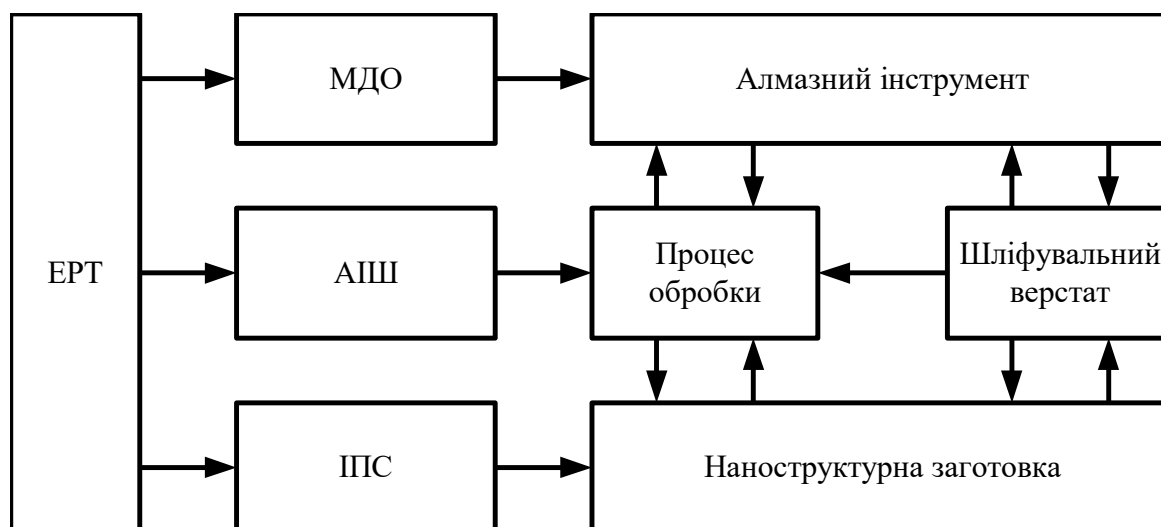 МДО
Алмазний інструмент
ЕРТ
АІШ
Процес
обробки
Шліфувальний
верстат
ІПС
Наноструктурна заготовка